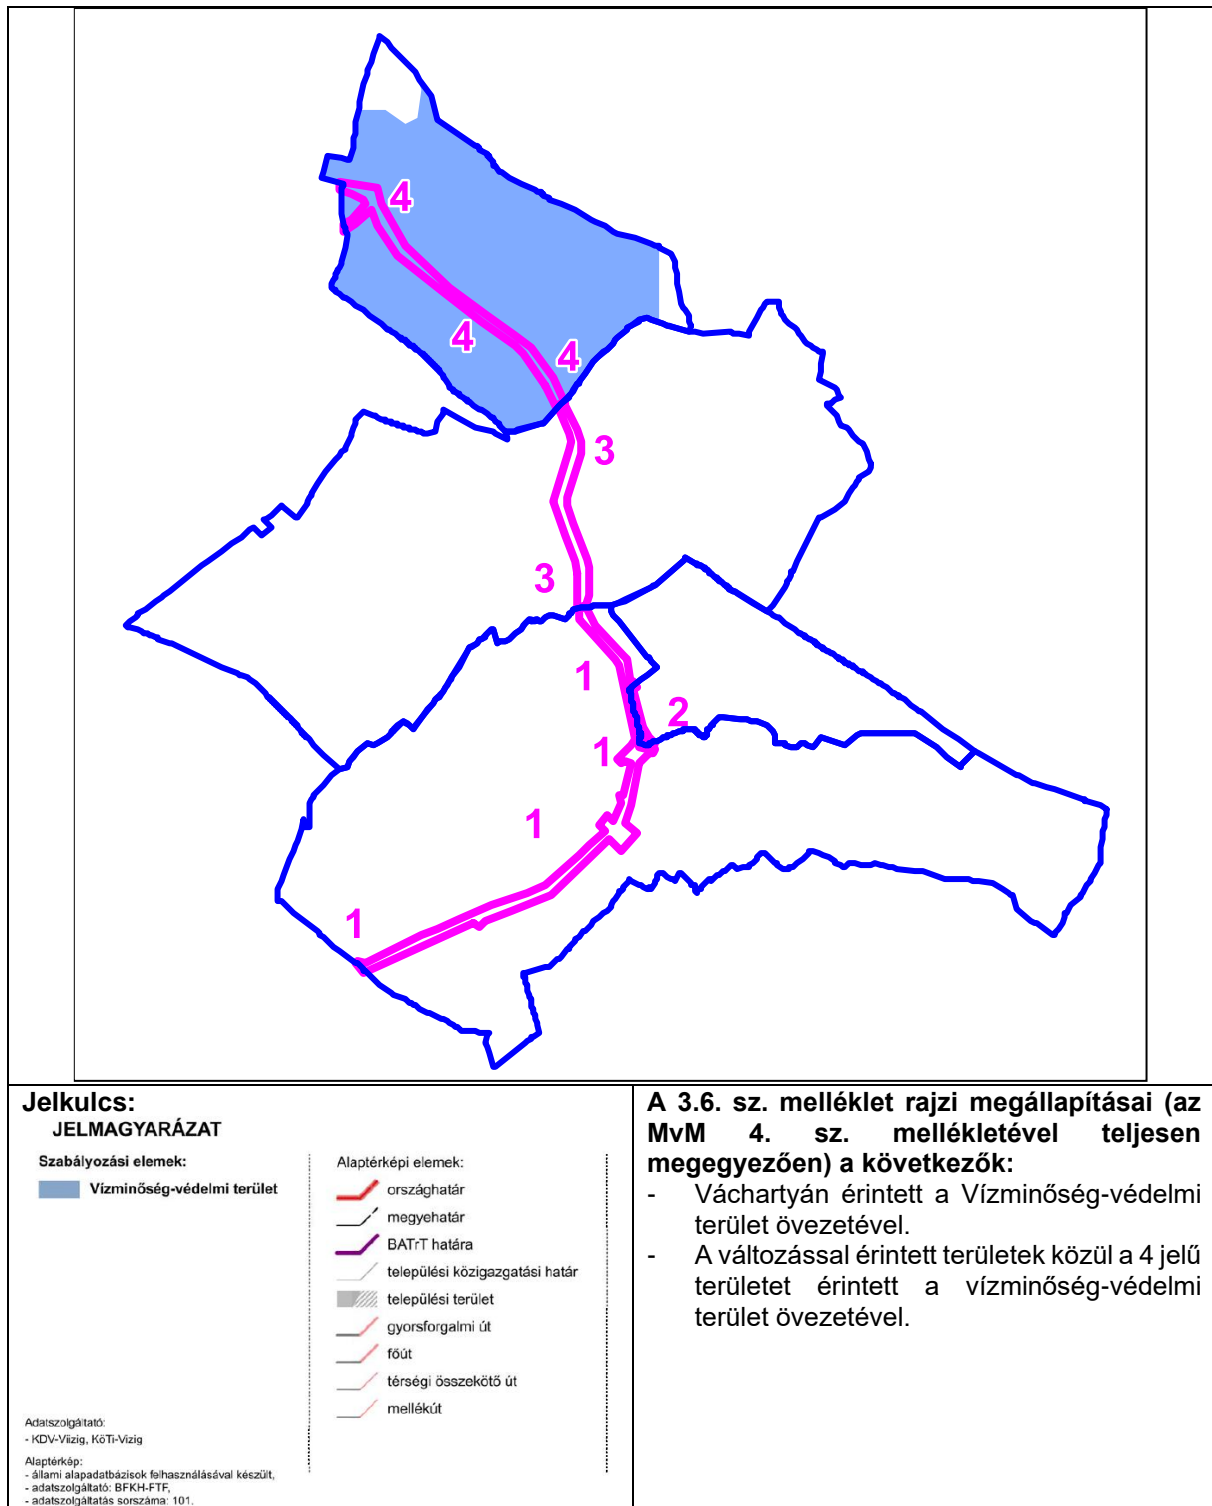 4
4
4
3
3
1
2
1
1
1
Jelkulcs:
JELMAGYARÁZAT
Szabályozási elemek:
Vízminőség-védelmi terület
Adatszolgáltató:
- KDV-Viizig, KöTi-Vizig
Alaptérkép:
- állami alapadatbázisok felhasználásával készült,
- adatszolgáltató: BFKH-FTF,
- adatszolgáltatás sorszáma: 101.
Alaptérképi elemek:
országhatár
megyehatár
BATrT határa
települési közigazgatási határ
települési terület
gyorsforgalmi út
főút
térségi összekötő út
mellékút
A 3.6. sz. melléklet rajzi megállapításai (az
MvM 4. sz. mellékletével teljesen
megegyezően) a következők:
- Váchartyán érintett a Vízminőség-védelmi
terület övezetével.
- A változással érintett területek közül a 4 jelű
területet érintett a vízminőség-védelmi
terület övezetével.